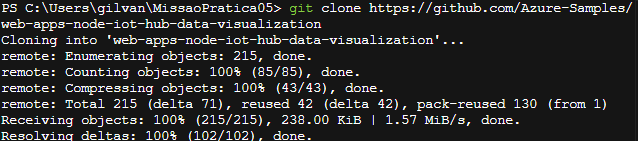 PS C:\Users\gilvan\MissaoPratica05> git clone https://github.com/Azure-Samples/
web-apps-node-iot-hub-data-visualization
Cloning into 'web-apps-node-iot-hub-data-visualization'...
remote: Enumerating objects: 215, done.
remote: Counting objects: 100% (85/85), done.
remote: Compressing objects: 100% (43/43), done.
remote: Total 215 (delta 71), reused 42 (delta 42), pack-reused 130 (from 1)
Receiving objects: 100% (215/215), 238.00 KiB | 1.57 MiB/s, done.
Resolving deltas: 100% (102/102), done.